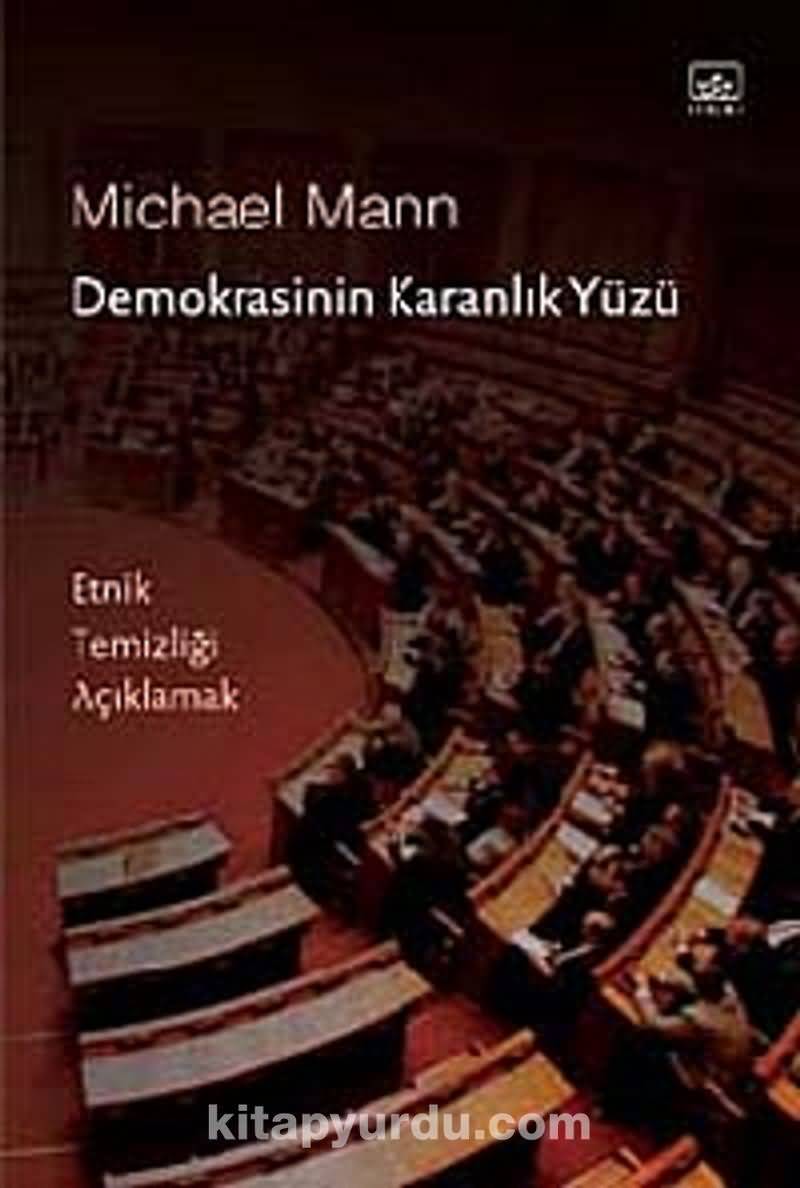 Michael Mann
Demokrasinin Karanlık Yüzü
Etnik
Temizliği
Açıklamak
kitapyurdu.com